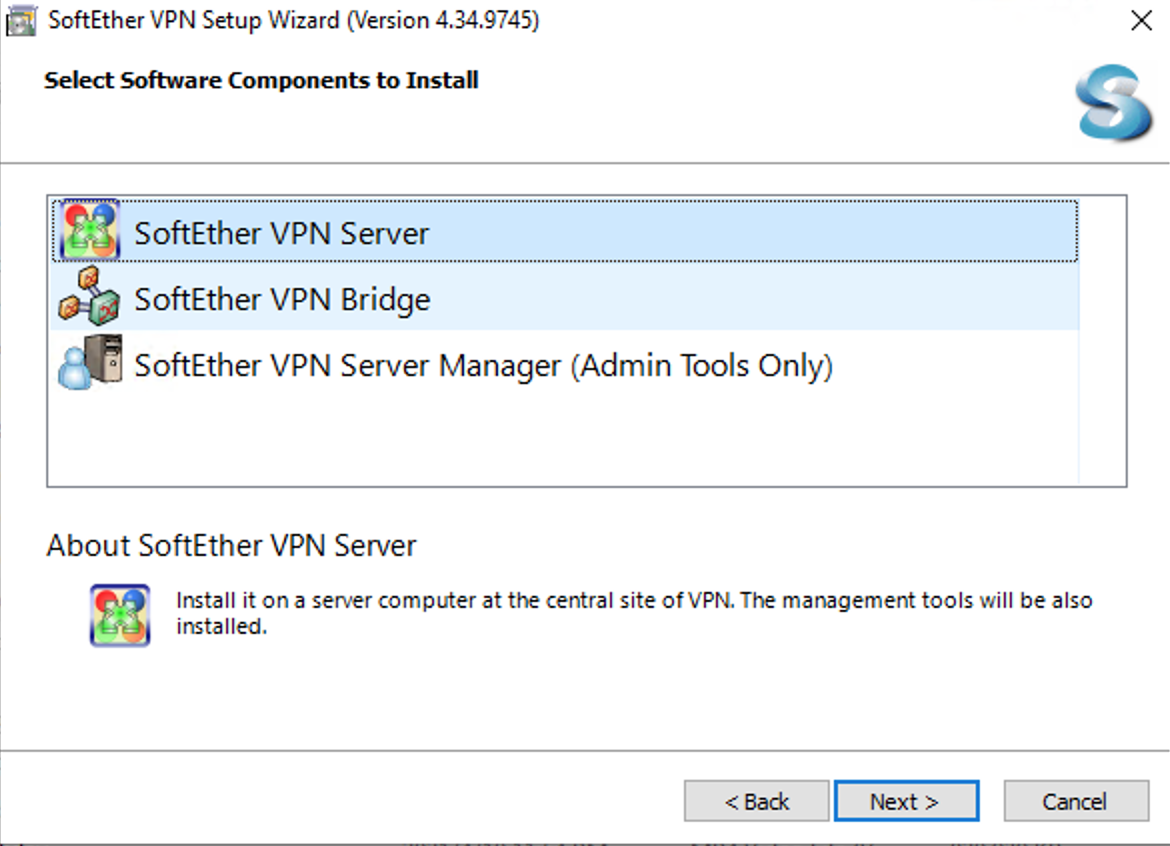 SoftEther VPN Setup Wizard (Version 4.34.9745)
Select Software Components to Install
SoftEther VPN Server
SoftEther VPN Bridge
SoftEther VPN Server Manager (Admin Tools Only)
About SoftEther VPN Server
Install it on a server computer at the central site of VPN. The management tools will be also
installed.
< Back
Next >
Cancel